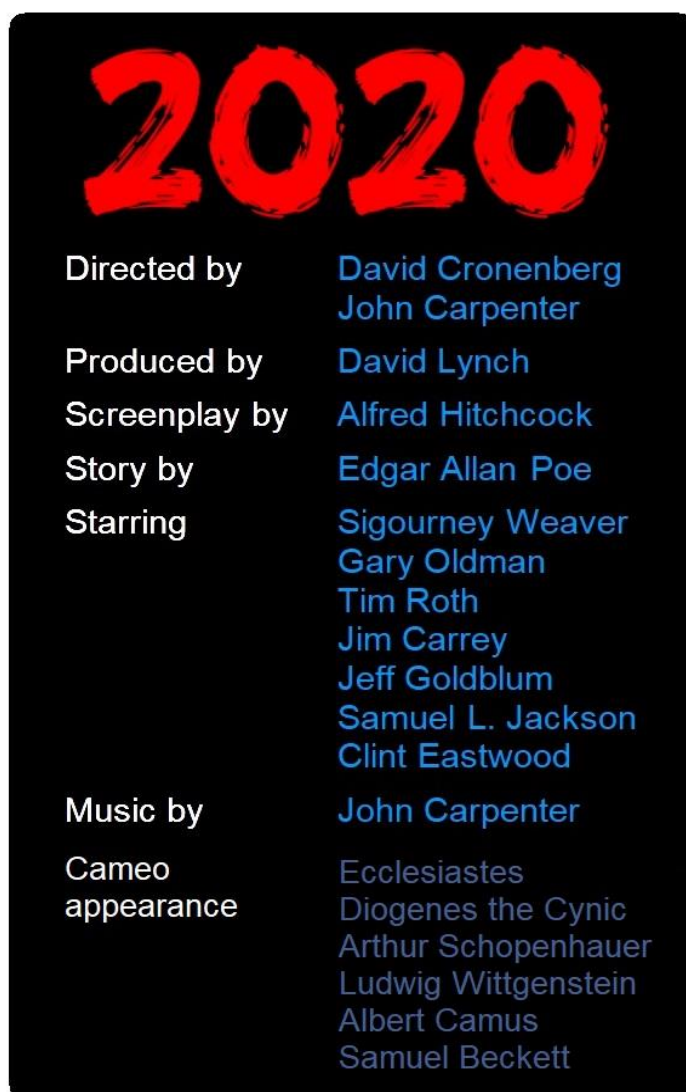 2020
Directed by David Cronenberg
John Carpenter
Produced by David Lynch
Screenplay by Alfred Hitchcock
Story by Edgar Allan Poe
Starring Sigourney Weaver
Gary Oldman
Tim Roth
Jim Carrey
Jeff Goldblum
Samuel L. Jackson
Clint Eastwood
Music by John Carpenter
Cameo appearance Ecclesiastes
Diogenes the Cynic
Arthur Schopenhauer
Ludwig Wittgenstein
Albert Camus
Samuel Beckett